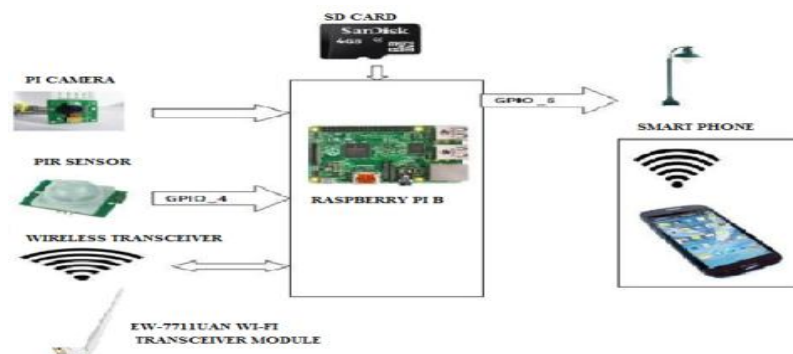 SD CARD
SanDisk
4GB
PI CAMERA
GPIO_5
SMART PHONE
PIR SENSOR
GPIO_4
RASPBERRY PI B
WIRELESS TRANSCEIVER
EW-7711UAN WI-FI
TRANSCEIVER MODULE